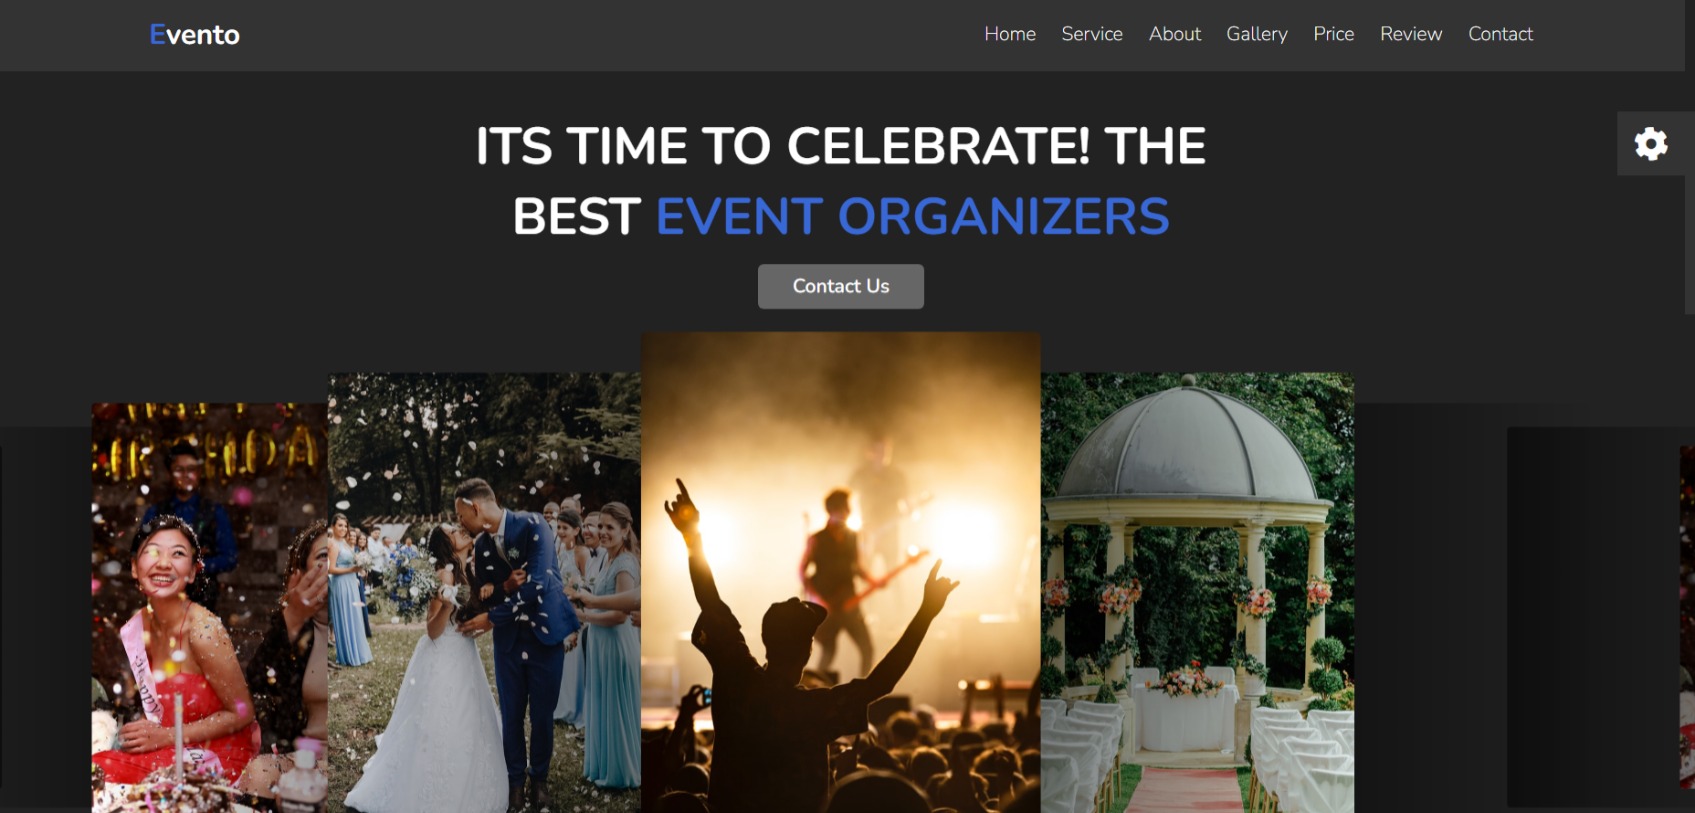 Evento
Home Service About Gallery Price Review Contact
ITS TIME TO CELEBRATE! THE
BEST EVENT ORGANIZERS
Contact Us